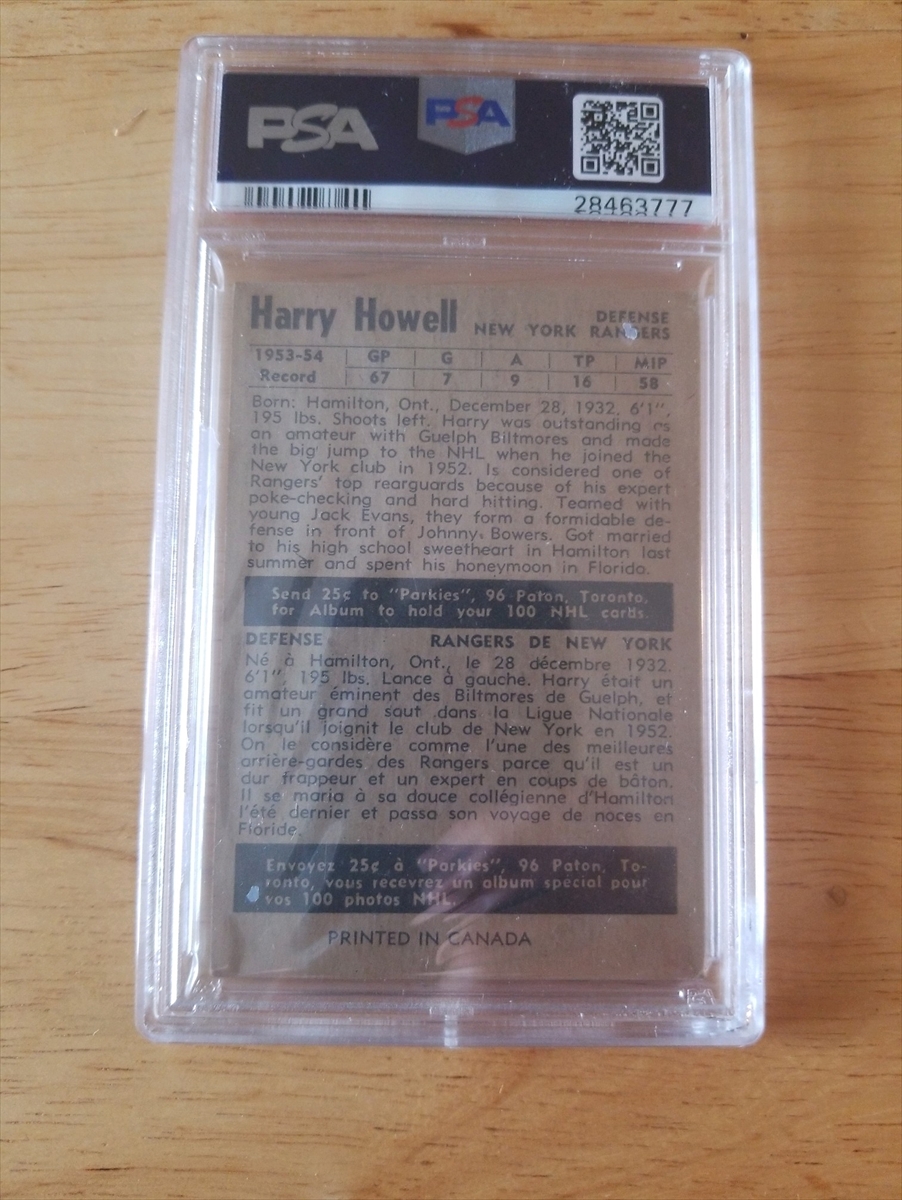 PSA PSA
28463777
Harry Howell DEFENSE
NEW YORK RANGERS
1953-54 GP G A TP MIP
Record 67 7 9 16 58
Born: Hamilton, Ont., December 28, 1932. 6'1",
195 lbs. Shoots left. Harry was outstanding as
an amateur with Guelph Biltmores and made
the big jump to the NHL when he joined the
New York club in 1952. Is considered one of
Rangers' top rearguards because of his expert
poke-checking and hard hitting. Teamed with
young Jack Evans, they form a formidable de-
fense in front of Johnny Bowers. Got married
to his high school sweetheart in Hamilton last
summer and spent his honeymoon in Florida.
Send 25¢ to "Parkies", 96 Paton, Toronto,
for Album to hold your 100 NHL cards.
DEFENSE RANGERS DE NEW YORK
Né à Hamilton, Ont., le 28 décembre 1932.
6'1", 195 lbs. Lance à gauche. Harry étoit un
amateur éminent des Biltmores de Guelph, et
fit un grand saut dans la Ligue Nationale
lorsqu'il joignit le club de New York en 1952.
On le considère comme l'une des meilleures
arrière-gardes des Rangers parce qu'il est un
dur frappeur et un expert en coups de bâton.
Il se maria à sa douce collégienne d'Hamilton
l'été dernier et passa son voyage de noces en
Floride.
Envoyez 25¢ à "Parkies", 96 Paton, To-
ronto, vous recevrez un album spécial pour
vos 100 photos NHL.
PRINTED IN CANADA